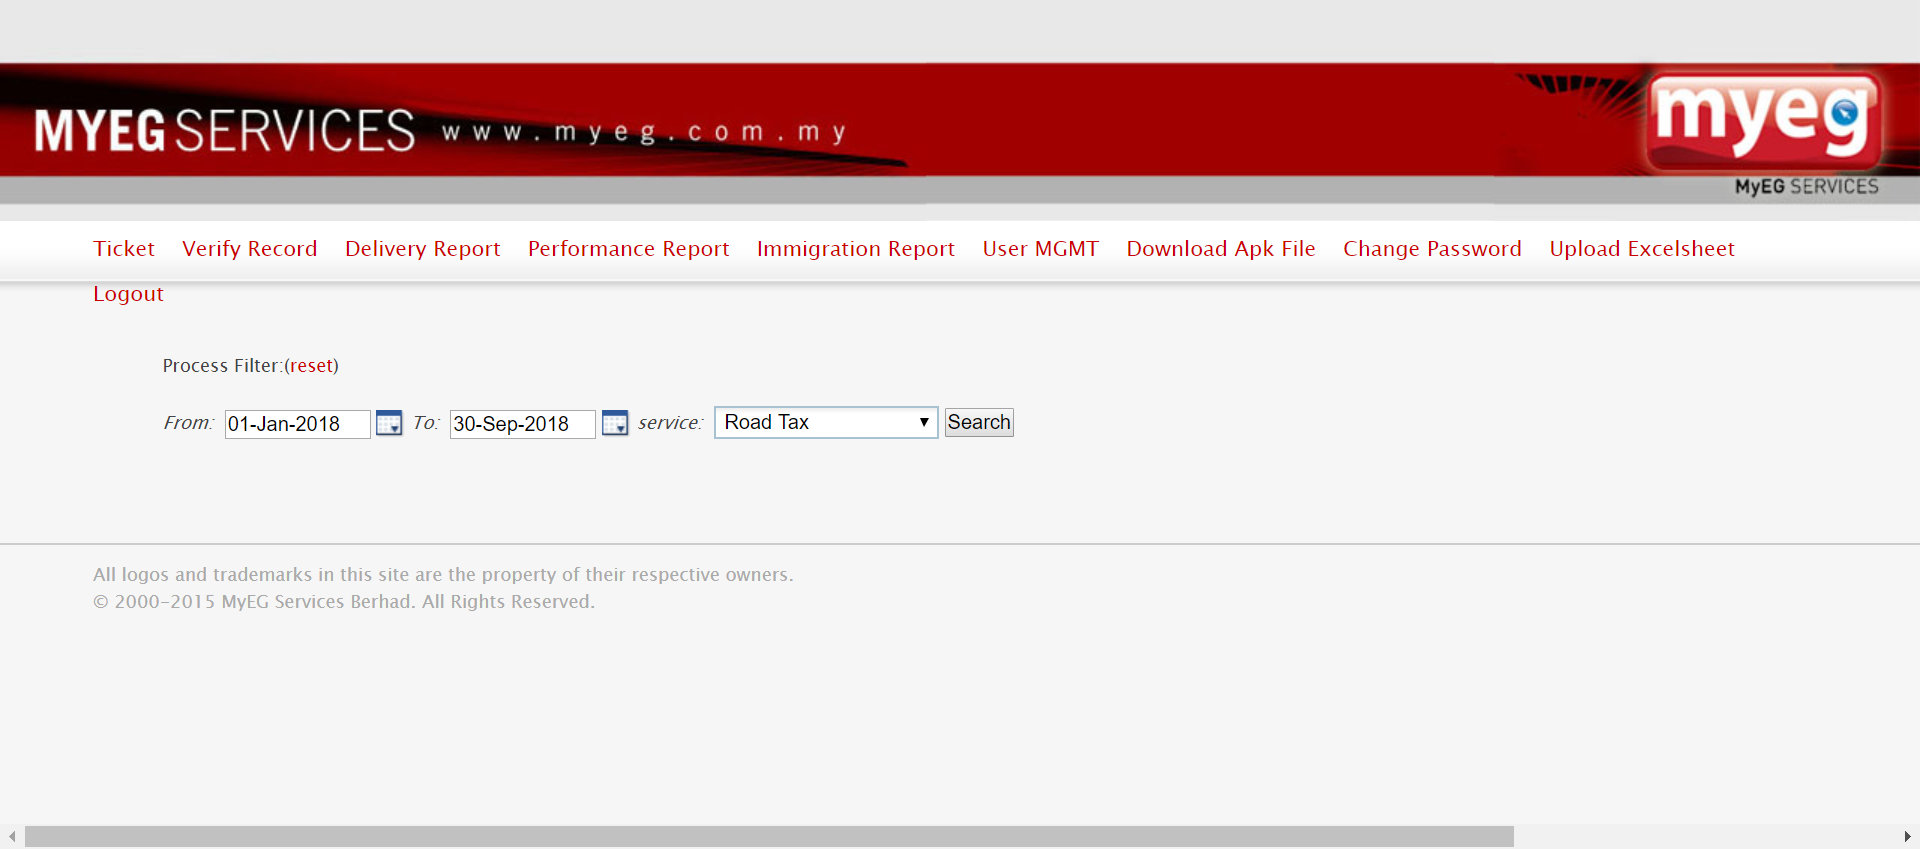 MYEG SERVICES www.myeg.com.my
myeg
MyEG SERVICES
Ticket Verify Record Delivery Report Performance Report Immigration Report User MGMT Download Apk File Change Password Upload Excelsheet
Logout
Process Filter:(reset)
From: 01-Jan-2018 To: 30-Sep-2018 service: Road Tax Search
All logos and trademarks in this site are the property of their respective owners.
© 2000-2015 MyEG Services Berhad. All Rights Reserved.